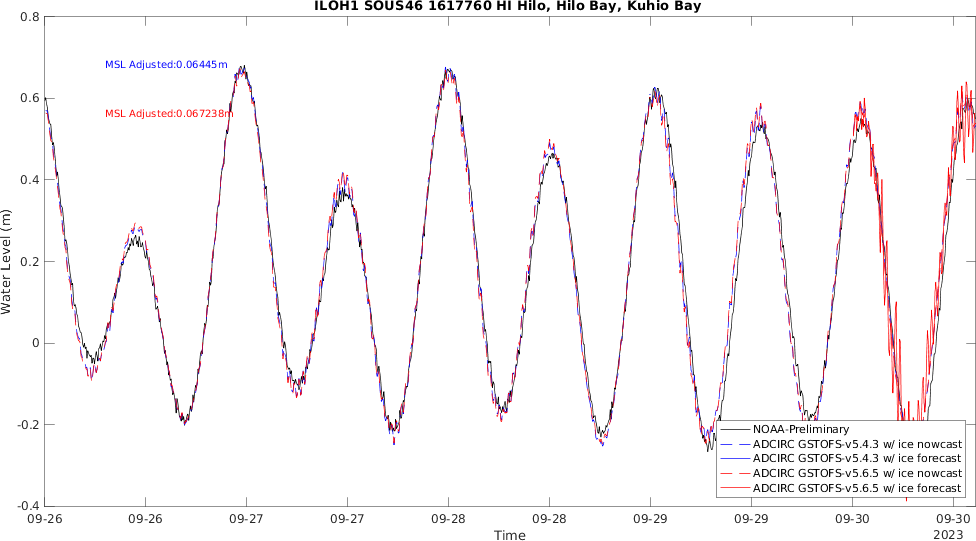 ILOH1 SOUS46 1617760 HI Hilo, Hilo Bay, Kuhio Bay
0.8
0.6
0.4
0.2
0
-0.2
-0.4
Water Level (m)
MSL Adjusted:0.06445m
MSL Adjusted:0.067238m
NOAA-Preliminary
ADCIRC GSTOFS-v5.4.3 w/ ice nowcast
ADCIRC GSTOFS-v5.4.3 w/ ice forecast
ADCIRC GSTOFS-v5.6.5 w/ ice nowcast
ADCIRC GSTOFS-v5.6.5 w/ ice forecast
09-26 09-26 09-27 09-27 09-28 09-28 09-29 09-29 09-30 09-30
2023
Time